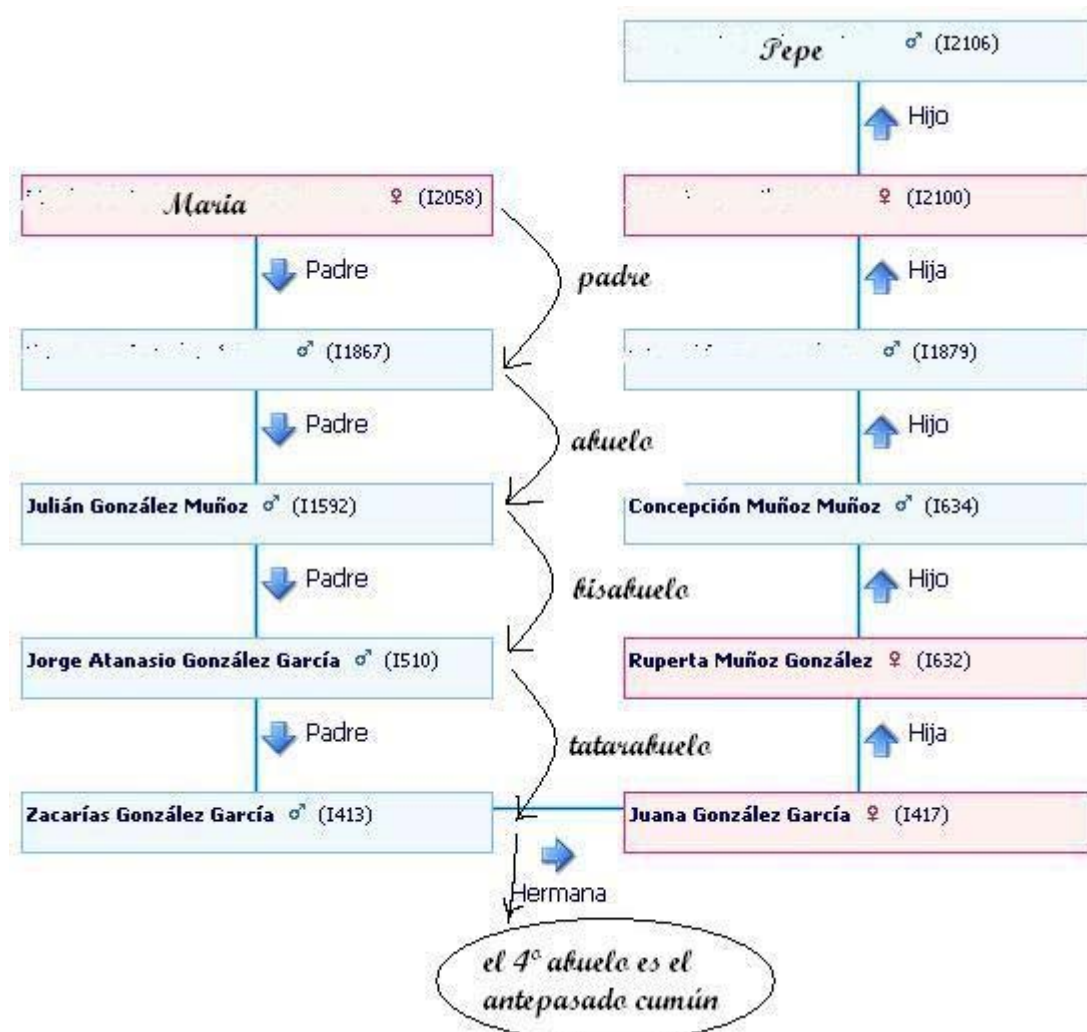 Pepe ♂ (I2106)
Hijo
Maria ♀ (I2058)
♀ (I2100)
Padre
padre
Hija
♂ (I1867)
♂ (I1879)
Padre
abuelo
Hijo
Julián González Muñoz ♂ (I1592)
Concepción Muñoz Muñoz ♂ (I634)
Padre
bisabuelo
Hijo
Jorge Atanasio González García ♂ (I510)
Ruperta Muñoz González ♀ (I632)
Padre
tatarabuelo
Hija
Zacarías González García ♂ (I413)
Juana González García ♀ (I417)
Hermana
el 4º abuelo es el
antepasado cumún